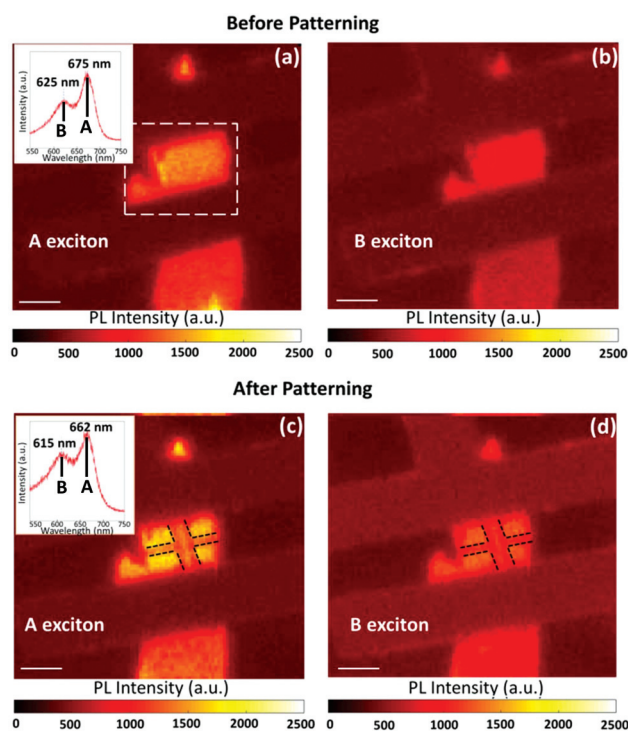 Before Patterning
(a)
(b)
675 nm
625 nm
B
A
Intensity (a.u.)
550 600 650 700 750
Wavelength (nm)
A exciton
B exciton
PL Intensity (a.u.)
PL Intensity (a.u.)
0 500 1000 1500 2000 2500
0 500 1000 1500 2000 2500
After Patterning
(c)
(d)
662 nm
615 nm
B
A
Intensity (a.u.)
550 600 650 700 750
Wavelength (nm)
A exciton
B exciton
PL Intensity (a.u.)
PL Intensity (a.u.)
0 500 1000 1500 2000 2500
0 500 1000 1500 2000 2500